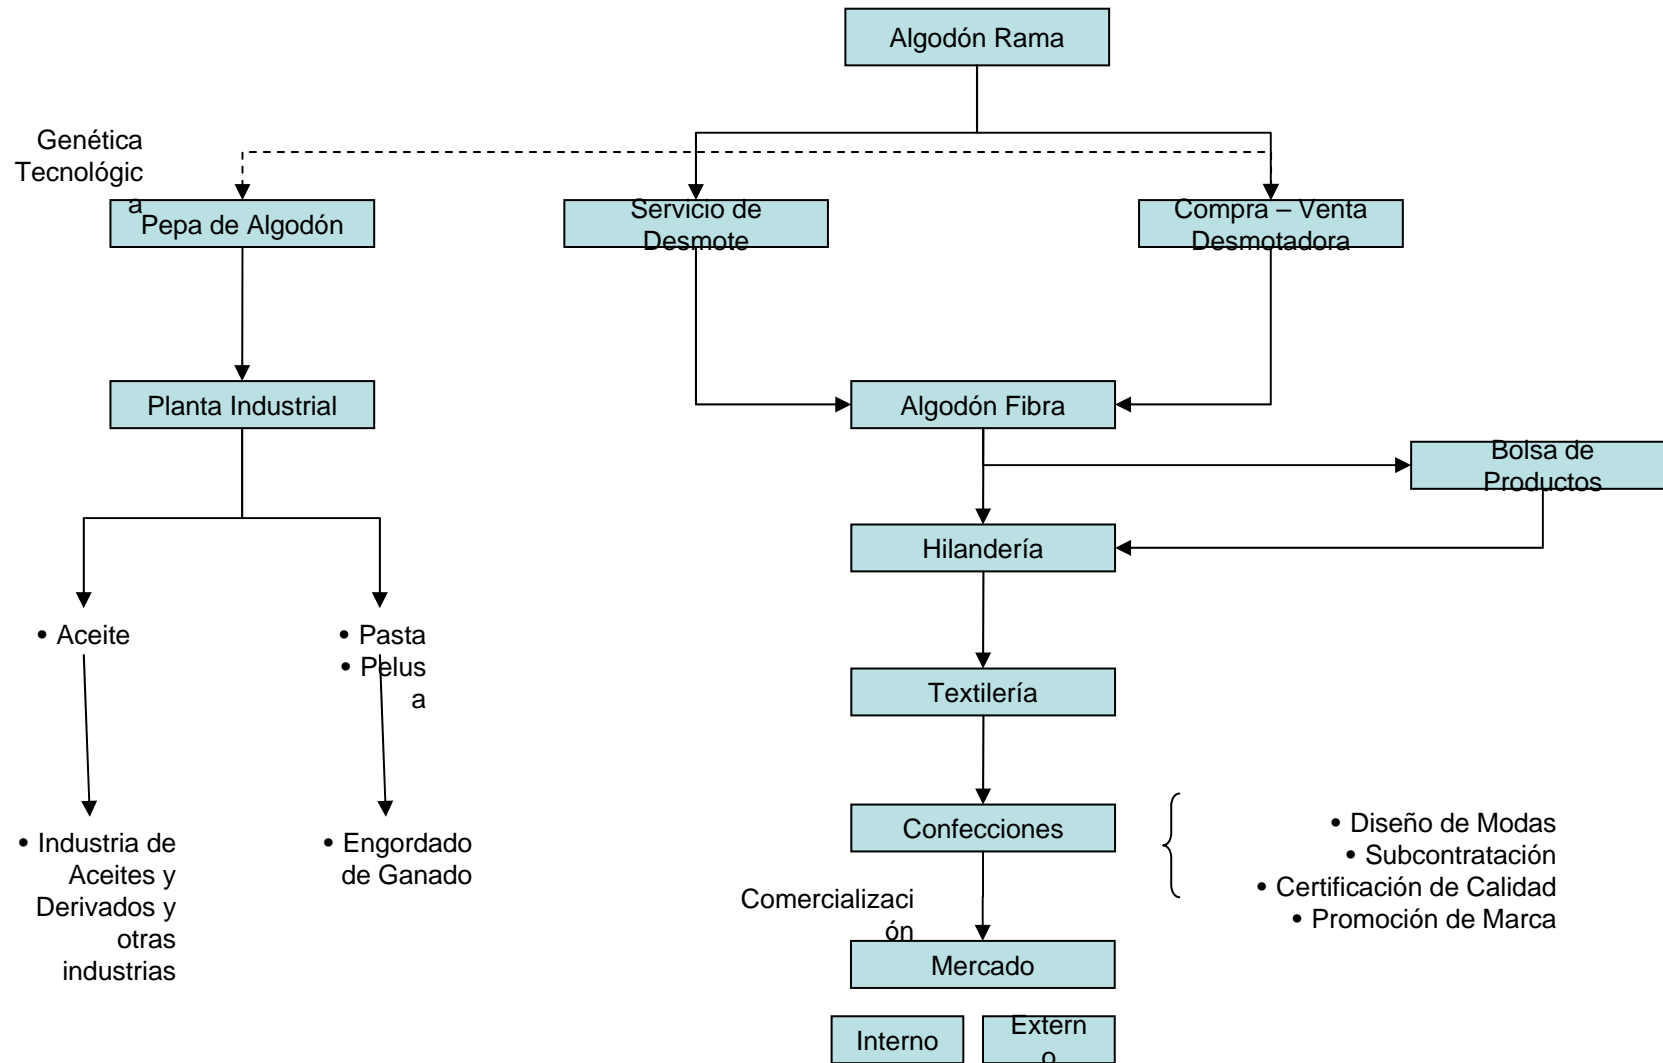 Algodón Rama
Genética
Tecnológic
a
Pepa de Algodón
Servicio de
Desmote
Compra – Venta
Desmotadora
Planta Industrial
Algodón Fibra
Bolsa de
Productos
Hilandería
• Aceite
• Pasta
• Pelus
a
Textilería
• Industria de
Aceites y
Derivados y
otras
industrias
• Engordado
de Ganado
Confecciones
• Diseño de Modas
• Subcontratación
• Certificación de Calidad
• Promoción de Marca
Comercializaci
ón
Mercado
Interno
Extern
o